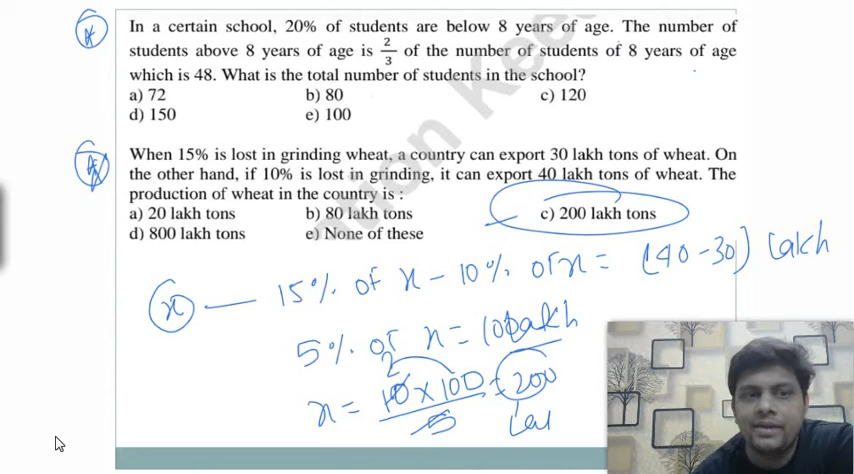 In a certain school, 20% of students are below 8 years of age. The number of
students above 8 years of age is 2/3 of the number of students of 8 years of age
which is 48. What is the total number of students in the school?
a) 72 b) 80 c) 120
d) 150 e) 100
When 15% is lost in grinding wheat, a country can export 30 lakh tons of wheat. On
the other hand, if 10% is lost in grinding, it can export 40 lakh tons of wheat. The
production of wheat in the country is :
a) 20 lakh tons b) 80 lakh tons c) 200 lakh tons
d) 800 lakh tons e) None of these
x — 15% of x - 10% of x = (40-30) lakh
5% of x = 10 lakh
x = 10 × 100 / 5 = 200